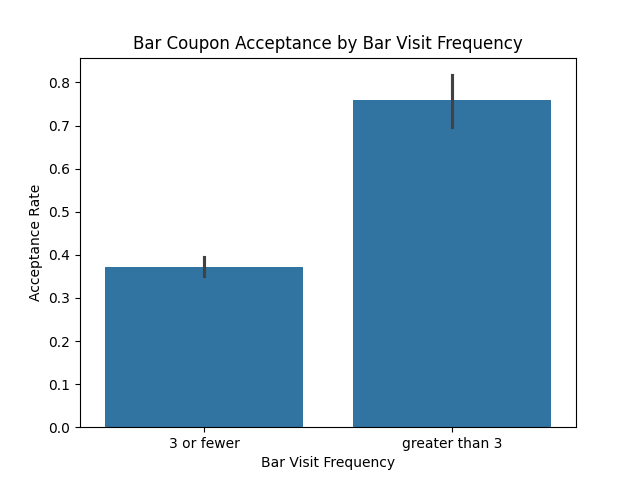 Bar Coupon Acceptance by Bar Visit Frequency
Acceptance Rate
0.8
0.7
0.6
0.5
0.4
0.3
0.2
0.1
0.0
3 or fewer
greater than 3
Bar Visit Frequency